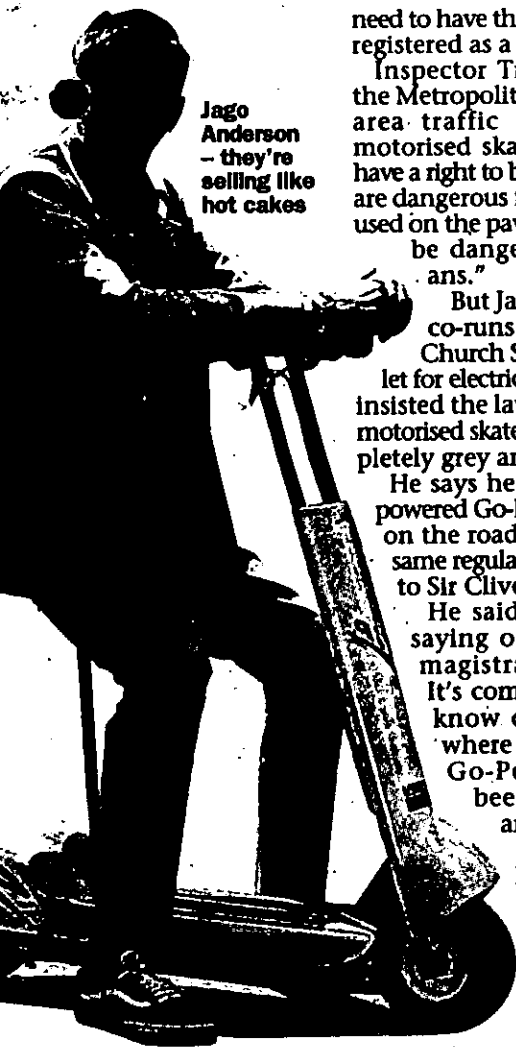 Jago
Anderson
– they're
selling like
hot cakes
need to have th
registered as a
Inspector Tr
the Metropolit
area traffic
motorised ska
have a right to b
are dangerous
used on the pav
be dange
ans."
But Ja
co-runs
Church S
let for electric
insisted the la
motorised skate
pletely grey ar
He says he
powered Go-
on the road
same regula
to Sir Clive
He said
saying o
magistra
It's com
know e
where
Go-Pe
bee
ar